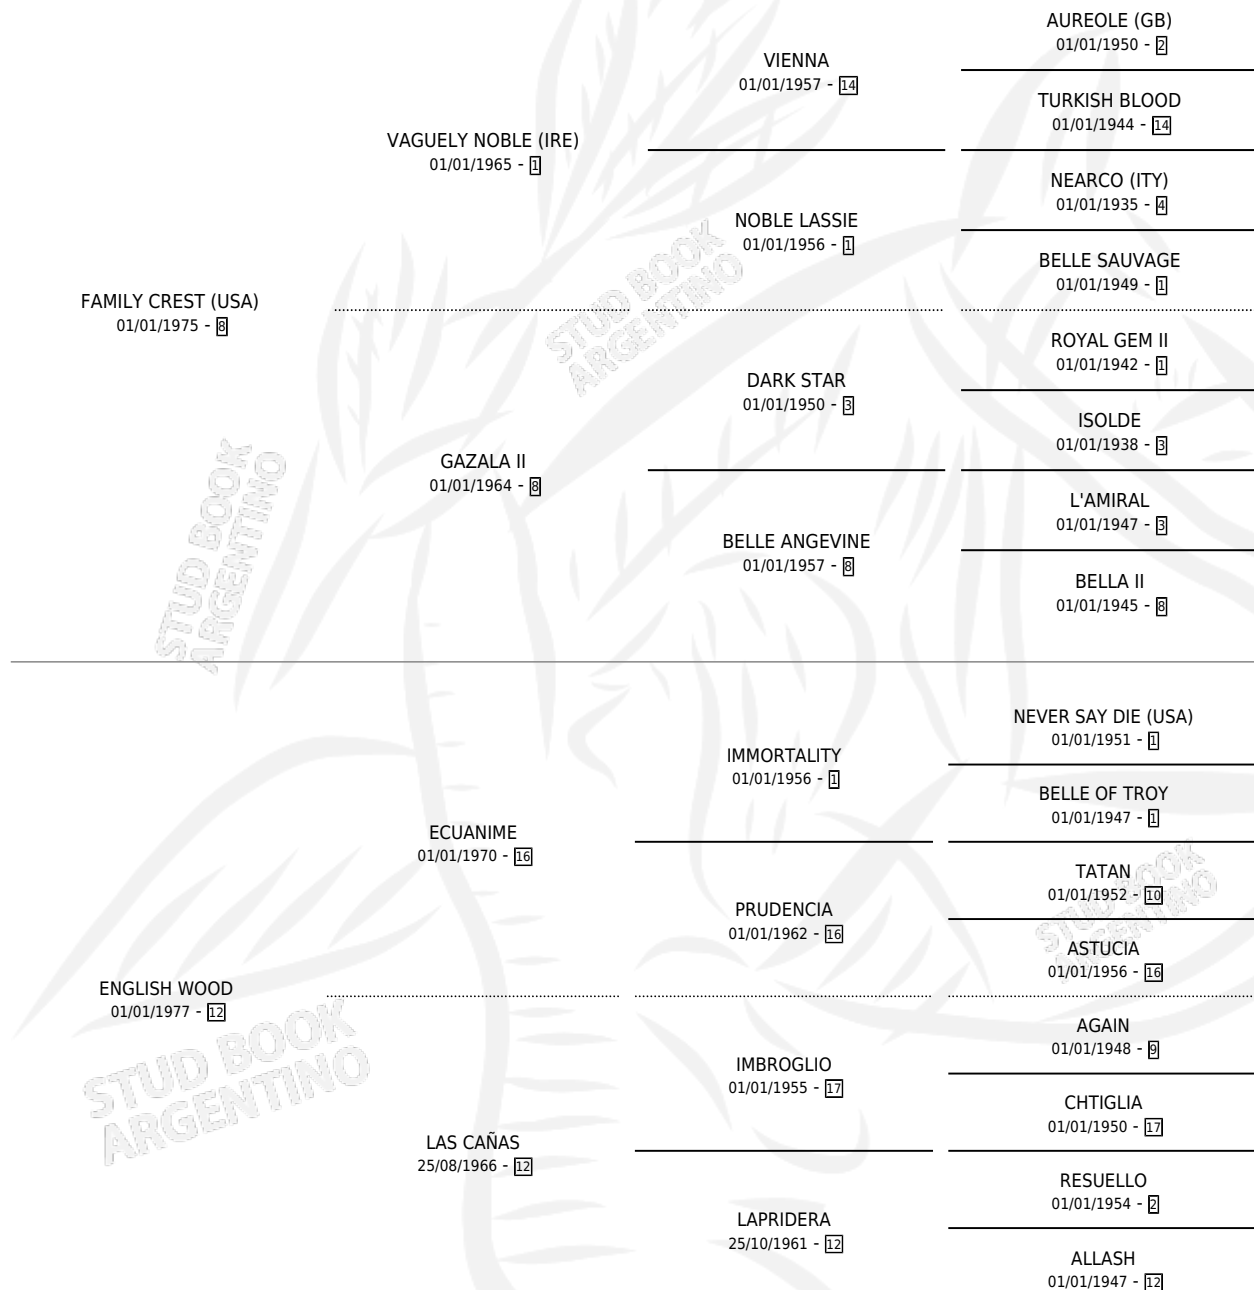 AUREOLE (GB)
01/01/1950 - 2
VIENNA
01/01/1957 - 14
TURKISH BLOOD
01/01/1944 - 14
VAGUELY NOBLE (IRE)
01/01/1965 - 1
NEARCO (ITY)
01/01/1935 - 4
NOBLE LASSIE
01/01/1956 - 1
BELLE SAUVAGE
01/01/1949 - 1
FAMILY CREST (USA)
01/01/1975 - 8
STUD BOOK
ARGENTINO
ROYAL GEM II
01/01/1942 - 1
DARK STAR
01/01/1950 - 3
ISOLDE
01/01/1938 - 3
GAZALA II
01/01/1964 - 8
L'AMIRAL
01/01/1947 - 3
BELLE ANGEVINE
01/01/1957 - 8
BELLA II
01/01/1945 - 8
STUD BOOK
ARGENTINO
NEVER SAY DIE (USA)
01/01/1951 - 1
IMMORTALITY
01/01/1956 - 1
BELLE OF TROY
01/01/1947 - 1
ECUANIME
01/01/1970 - 16
TATAN
01/01/1952 - 10
PRUDENCIA
01/01/1962 - 16
ASTUCIA
01/01/1956 - 16
STUD BOOK
ARGENTINO
ENGLISH WOOD
01/01/1977 - 12
AGAIN
01/01/1948 - 9
IMBROGLIO
01/01/1955 - 17
CHTIGLIA
01/01/1950 - 17
STUD BOOK
ARGENTINO
LAS CAÑAS
25/08/1966 - 12
RESUELLO
01/01/1954 - 2
LAPRIDERA
25/10/1961 - 12
ALLASH
01/01/1947 - 12